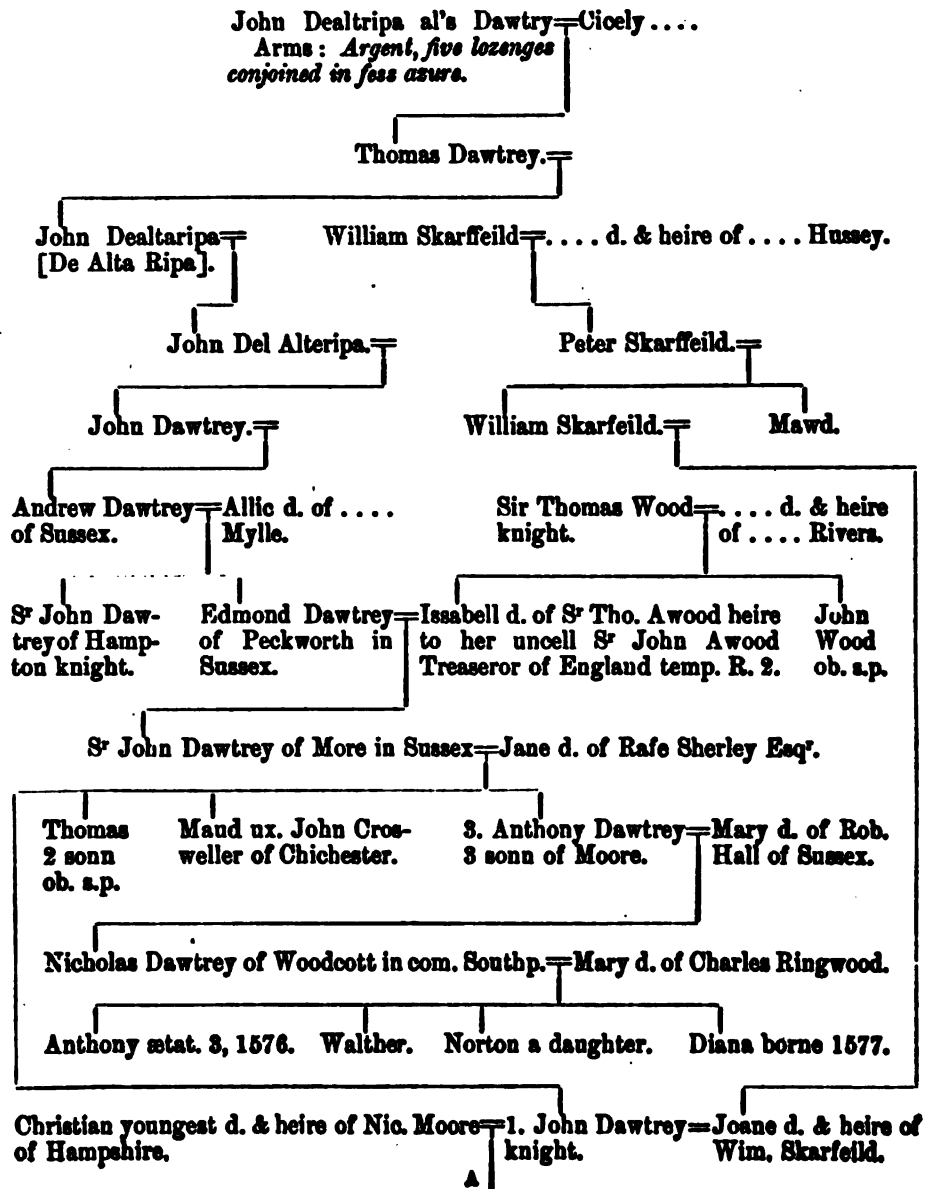 John Dealtripa al's Dawtry=Cicely ....
Arms: Argent, five lozenges
conjoined in fess azure.
Thomas Dawtrey.=
John Dealtaripa=
[De Alta Ripa].
William Skarffeild=.... d. & heire of .... Hussey.
John Del Alteripa.=
Peter Skarffeild.=
John Dawtrey.=
William Skarfeild.=
Mawd.
Andrew Dawtrey=Allic d. of ....
of Sussex. Mylle.
Sir Thomas Wood=.... d. & heire
knight. of .... Rivers.
Sr John Daw-
trey of Hamp-
ton knight.
Edmond Dawtrey=Issabell d. of Sr Tho. Awood heire
of Peckworth in to her uncell Sr John Awood
Sussex. Treaseror of England temp. R. 2.
John
Wood
ob. s.p.
Sr John Dawtrey of More in Sussex=Jane d. of Rafe Sherley Esqr.
Thomas
2 sonn
ob. s.p.
Maud ux. John Cros-
weller of Chichester.
3. Anthony Dawtrey=Mary d. of Rob.
3 sonn of Moore. Hall of Sussex.
Nicholas Dawtrey of Woodcott in com. Southp.=Mary d. of Charles Ringwood.
Anthony ætat. 3, 1576. Walther. Norton a daughter. Diana borne 1577.
Christian youngest d. & heire of Nic. Moore=1. John Dawtrey=Joane d. & heire of
of Hampshire. knight. Wim. Skarfeild.
A